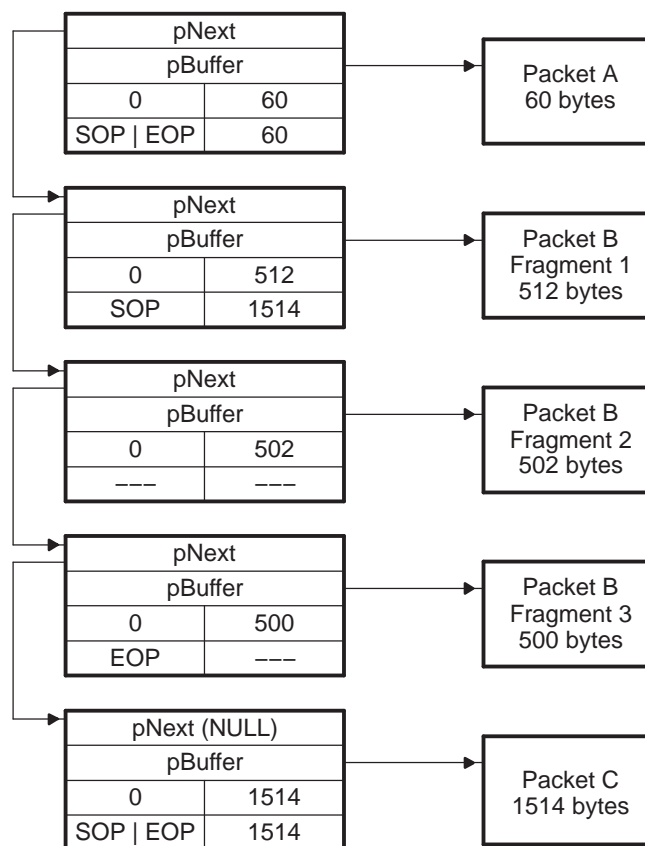 pNext
pBuffer
0 60
SOP | EOP 60
Packet A
60 bytes
pNext
pBuffer
0 512
SOP 1514
Packet B
Fragment 1
512 bytes
pNext
pBuffer
0 502
––– –––
Packet B
Fragment 2
502 bytes
pNext
pBuffer
0 500
EOP –––
Packet B
Fragment 3
500 bytes
pNext (NULL)
pBuffer
0 1514
SOP | EOP 1514
Packet C
1514 bytes